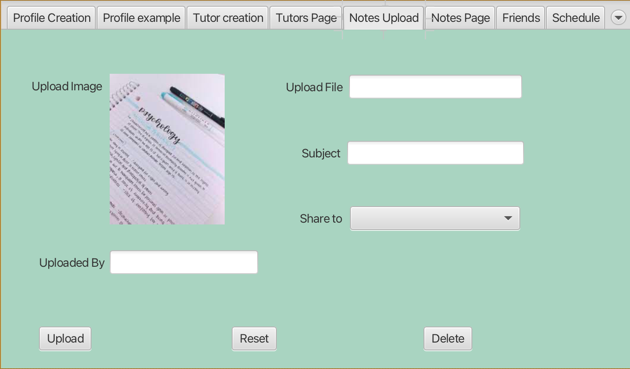 Profile Creation
Profile example
Tutor creation
Tutors Page
Notes Upload
Notes Page
Friends
Schedule
Upload Image
psychology
Upload File
Subject
Share to
Uploaded By
Upload
Reset
Delete